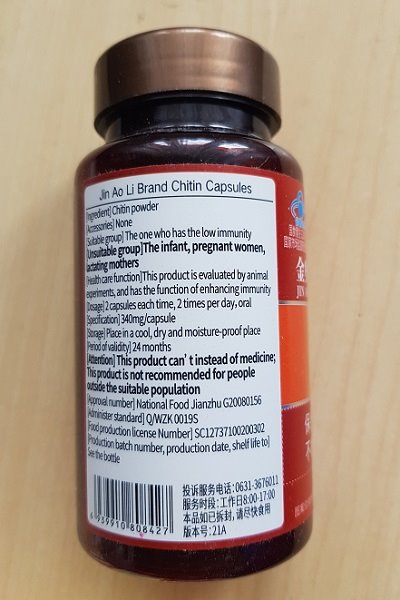 Jin Ao Li Brand Chitin Capsules
[Ingredient] Chitin powder
[Accessories] None
[Suitable group] The one who has the low immunity
[Unsuitable group]The infant, pregnant women,
lactating mothers
[Health care function]This product is evaluated by animal
experiments, and has the function of enhancing immunity
[Dosage] 2 capsules each time, 2 times per day, oral
[Specification] 340mg/capsule
[Storage] Place in a cool, dry and moisture-proof place
[Period of validity] 24 months
[Attention] This product can't instead of medicine;
This product is not recommended for people
outside the suitable population
[Approval number] National Food Jianzhu G20080156
[Administer standard] Q/WZK 0019S
[Food production license Number] SC12737100200302
[Production batch number, production date, shelf life to]
See the bottle
6 959910 808427
投诉服务电话：0631-3676011
服务时段：工作日8:00-17:00
本品如已拆封，请尽快食用
版本号：21A
金
JIN
保
不